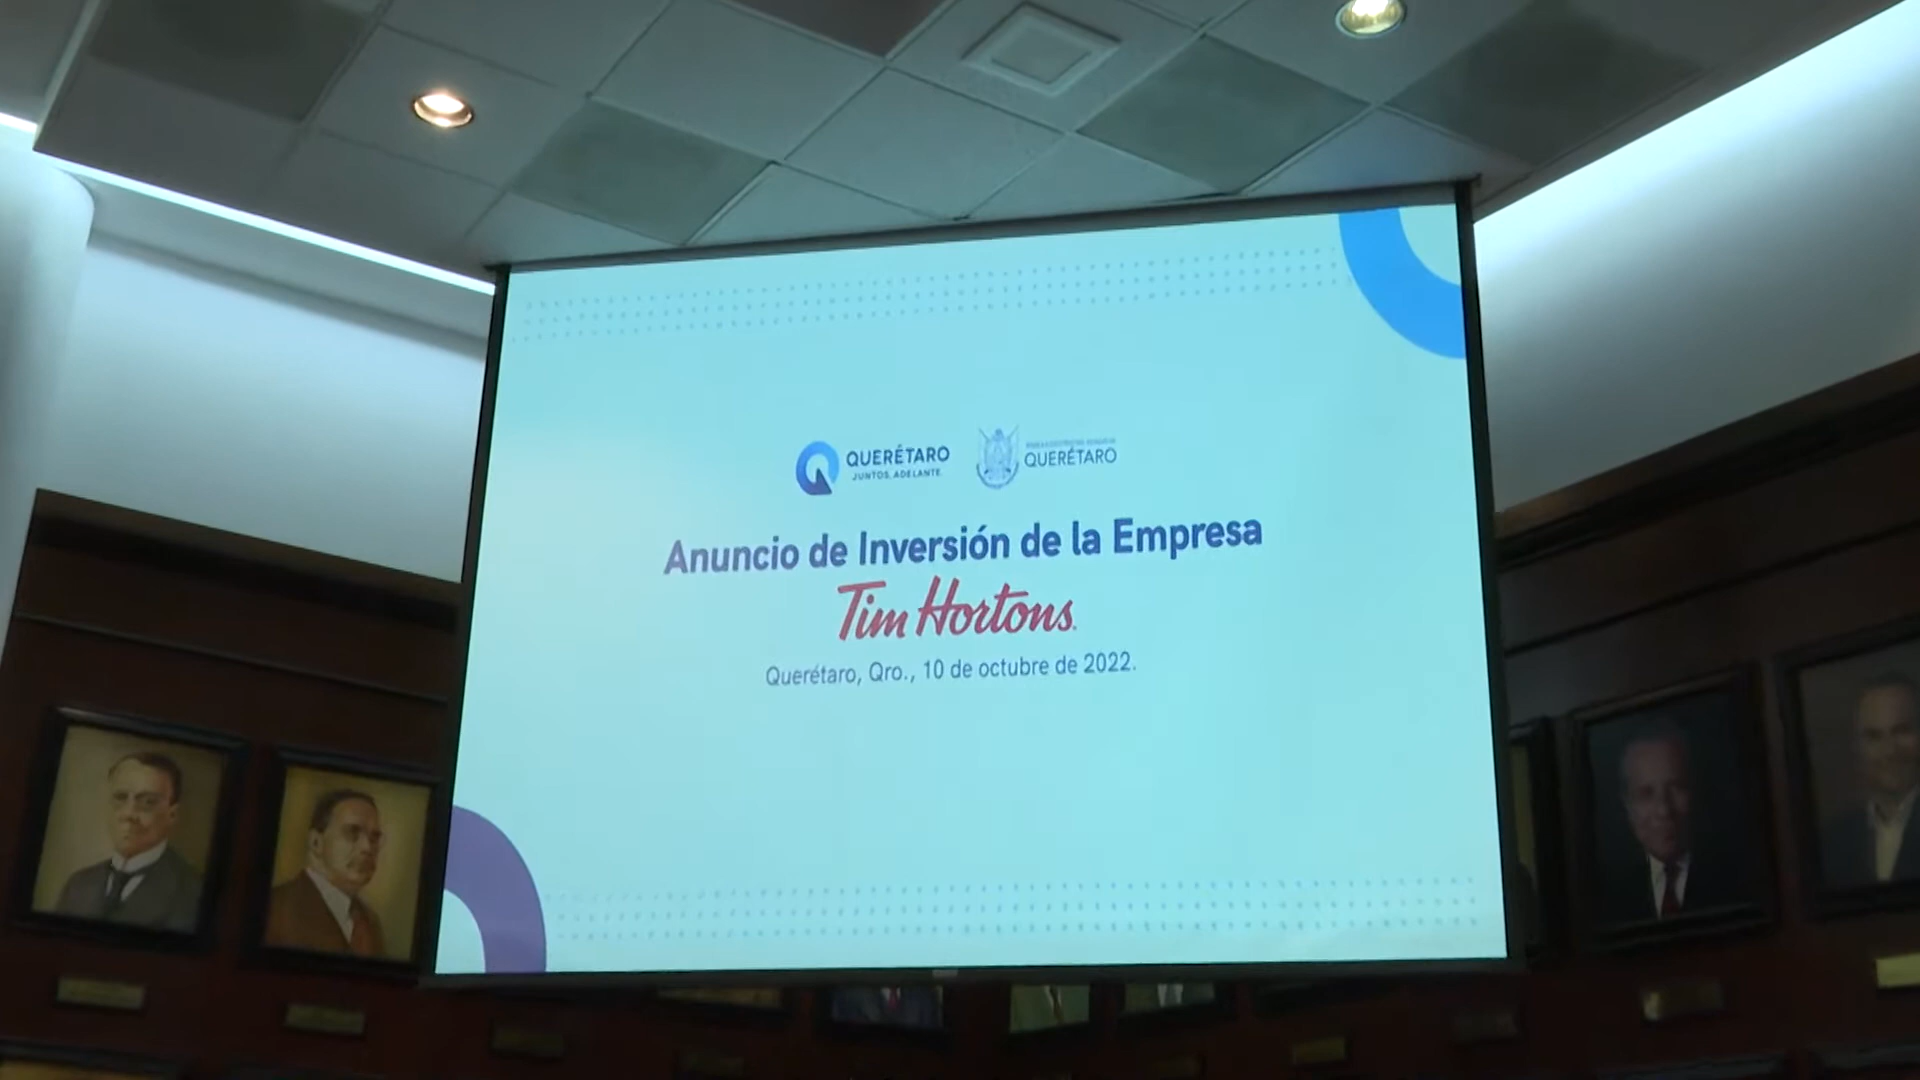 QUERÉTARO
JUNTOS, ADELANTE.
QUERÉTARO
Anuncio de Inversión de la Empresa
Tim Hortons.
Querétaro, Qro., 10 de octubre de 2022.